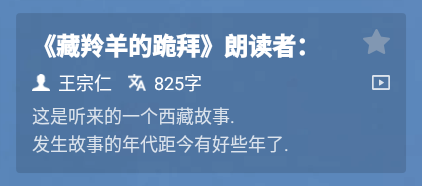 《藏羚羊的跪拜》朗读者：
王宗仁 825字
这是听来的一个西藏故事.
发生故事的年代距今有好些年了.